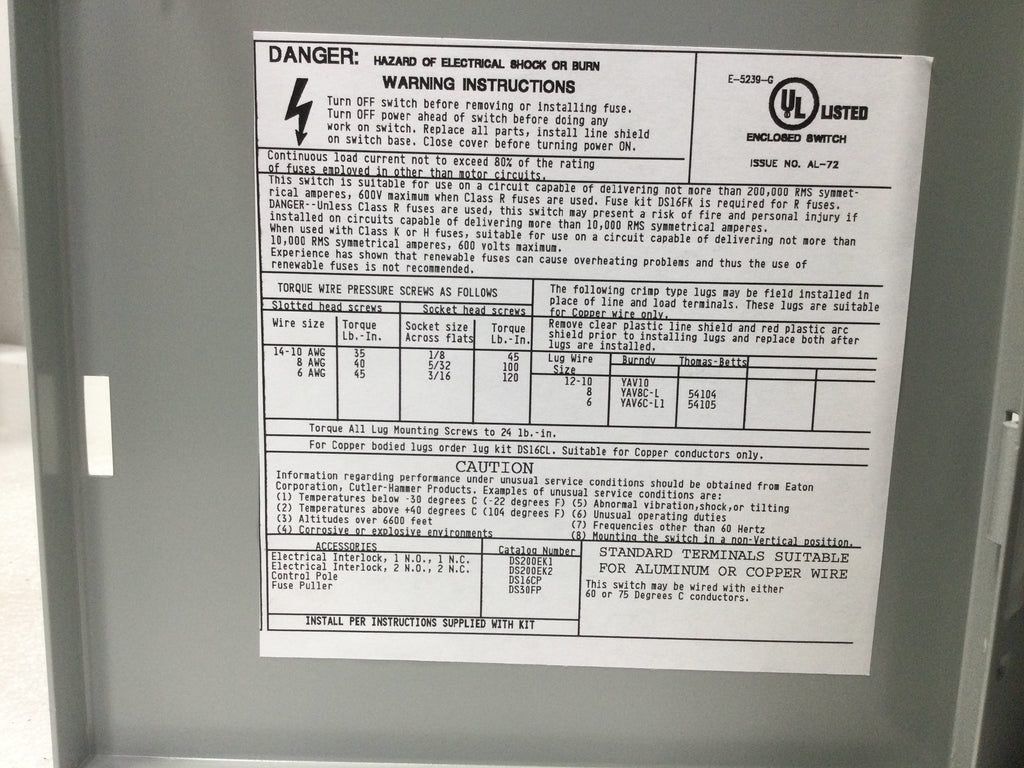 DANGER: HAZARD OF ELECTRICAL SHOCK OR BURN
WARNING INSTRUCTIONS
Turn OFF switch before removing or installing fuse.
Turn OFF power ahead of switch before doing any
work on switch. Replace all parts, install line shield
on switch base. Close cover before turning power ON.
E-5239-G
UL LISTED
ENCLOSED SWITCH
ISSUE NO. AL-72
Continuous load current not to exceed 80% of the rating
of fuses employed in other than motor circuits.
This switch is suitable for use on a circuit capable of delivering not more than 200,000 RMS symmet-
rical amperes, 600V maximum when Class R fuses are used. Fuse kit DS16FK is required for R fuses.
DANGER--Unless Class R fuses are used, this switch may present a risk of fire and personal injury if
installed on circuits capable of delivering more than 10,000 RMS symmetrical amperes.
When used with Class K or H fuses, suitable for use on a circuit capable of delivering not more than
10,000 RMS symmetrical amperes, 600 volts maximum.
Experience has shown that renewable fuses can cause overheating problems and thus the use of
renewable fuses is not recommended.
TORQUE WIRE PRESSURE SCREWS AS FOLLOWS
Slotted head screws Socket head screws
Wire size Torque Lb.-In. Socket size Across flats Torque Lb.-In.
14-10 AWG 35 1/8 45
8 AWG 40 5/32 100
6 AWG 45 3/16 120
The following crimp type lugs may be field installed in
place of line and load terminals. These lugs are suitable
for Copper wire only.
Remove clear plastic line shield and red plastic arc
shield prior to installing lugs and replace both after
lugs are installed.
Lug Wire Size Burndy Thomas-Betts
12-10 YAV10
8 YAV8C-L 54104
6 YAV6C-L1 54105
Torque All Lug Mounting Screws to 24 lb.-in.
For Copper bodied lugs order lug kit DS16CL. Suitable for Copper conductors only.
CAUTION
Information regarding performance under unusual service conditions should be obtained from Eaton
Corporation, Cutler-Hammer Products. Examples of unusual service conditions are:
(1) Temperatures below -30 degrees C (-22 degrees F) (5) Abnormal vibration,shock,or tilting
(2) Temperatures above +40 degrees C (104 degrees F) (6) Unusual operating duties
(3) Altitudes over 6600 feet (7) Frequencies other than 60 Hertz
(4) Corrosive or explosive environments (8) Mounting the switch in a non-Vertical position.
ACCESSORIES Catalog Number
Electrical Interlock, 1 N.O., 1 N.C. DS200EK1
Electrical Interlock, 2 N.O., 2 N.C. DS200EK2
Control Pole DS16CP
Fuse Puller DS30FP
INSTALL PER INSTRUCTIONS SUPPLIED WITH KIT
STANDARD TERMINALS SUITABLE
FOR ALUMINUM OR COPPER WIRE
This switch may be wired with either
60 or 75 Degrees C conductors.